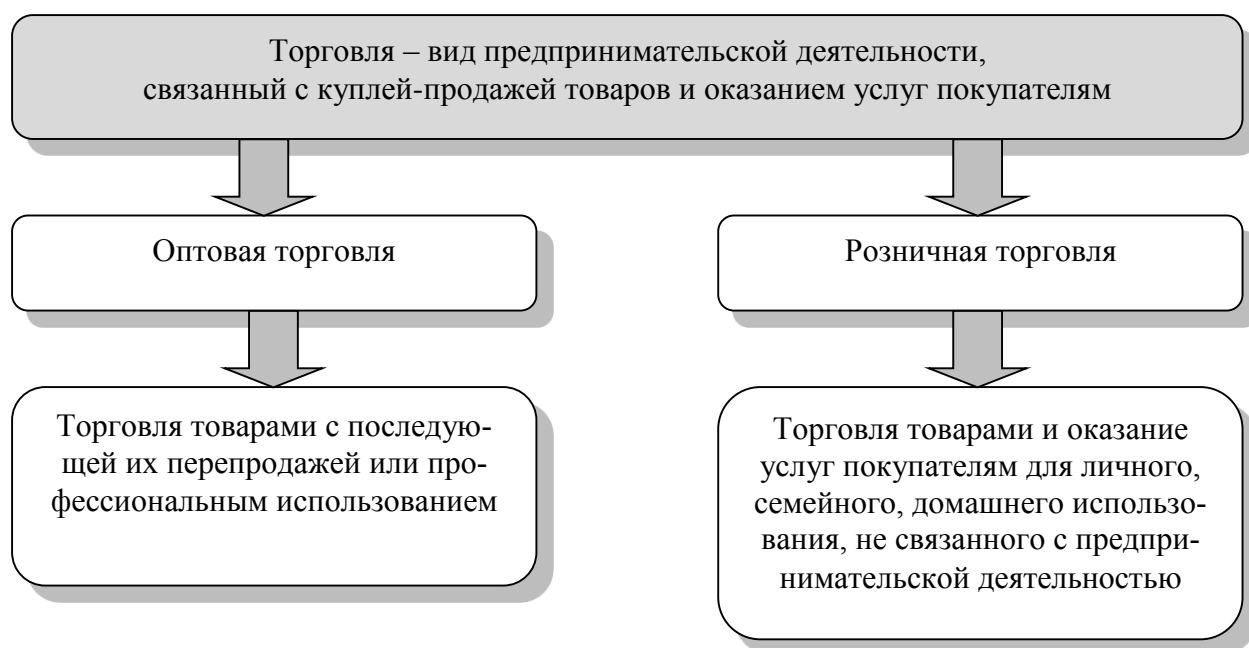 Торговля – вид предпринимательской деятельности,
связанный с куплей-продажей товаров и оказанием услуг покупателям
Оптовая торговля
Розничная торговля
Торговля товарами с последую-
щей их перепродажей или про-
фессиональным использованием
Торговля товарами и оказание
услуг покупателям для личного,
семейного, домашнего использо-
вания, не связанного с предпри-
нимательской деятельностью